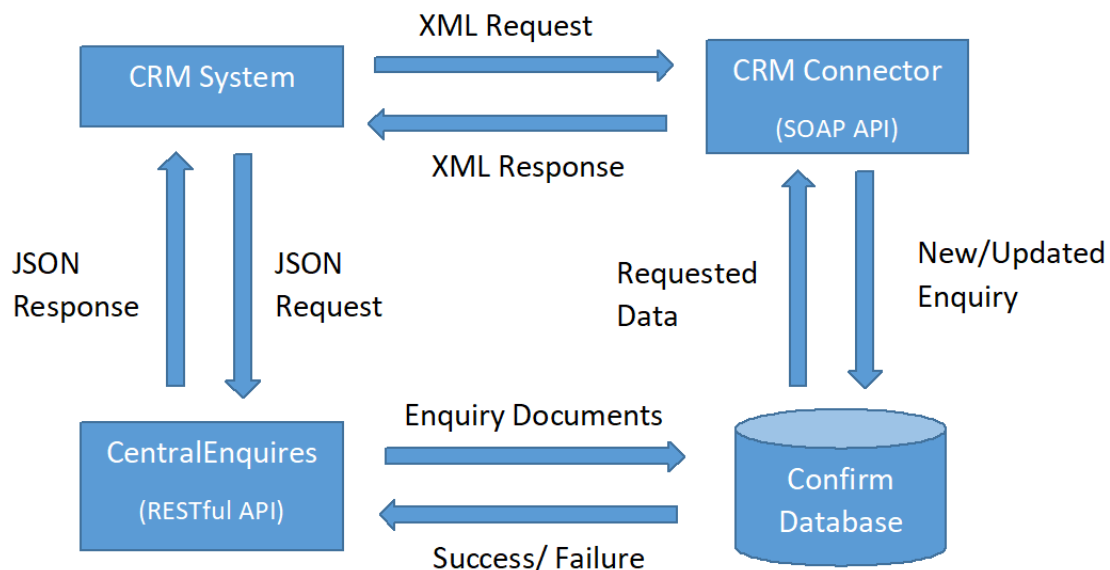 XML Request
CRM System
CRM Connector
(SOAP API)
XML Response
JSON
Response
JSON
Request
Requested
Data
New/Updated
Enquiry
Enquiry Documents
CentralEnquires
(RESTful API)
Confirm
Database
Success/ Failure